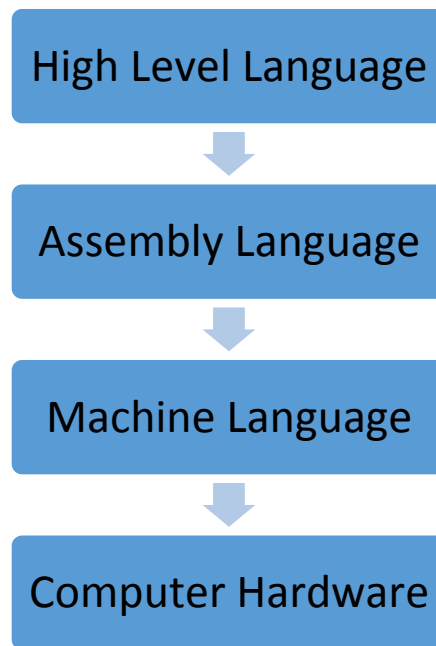 High Level Language
Assembly Language
Machine Language
Computer Hardware